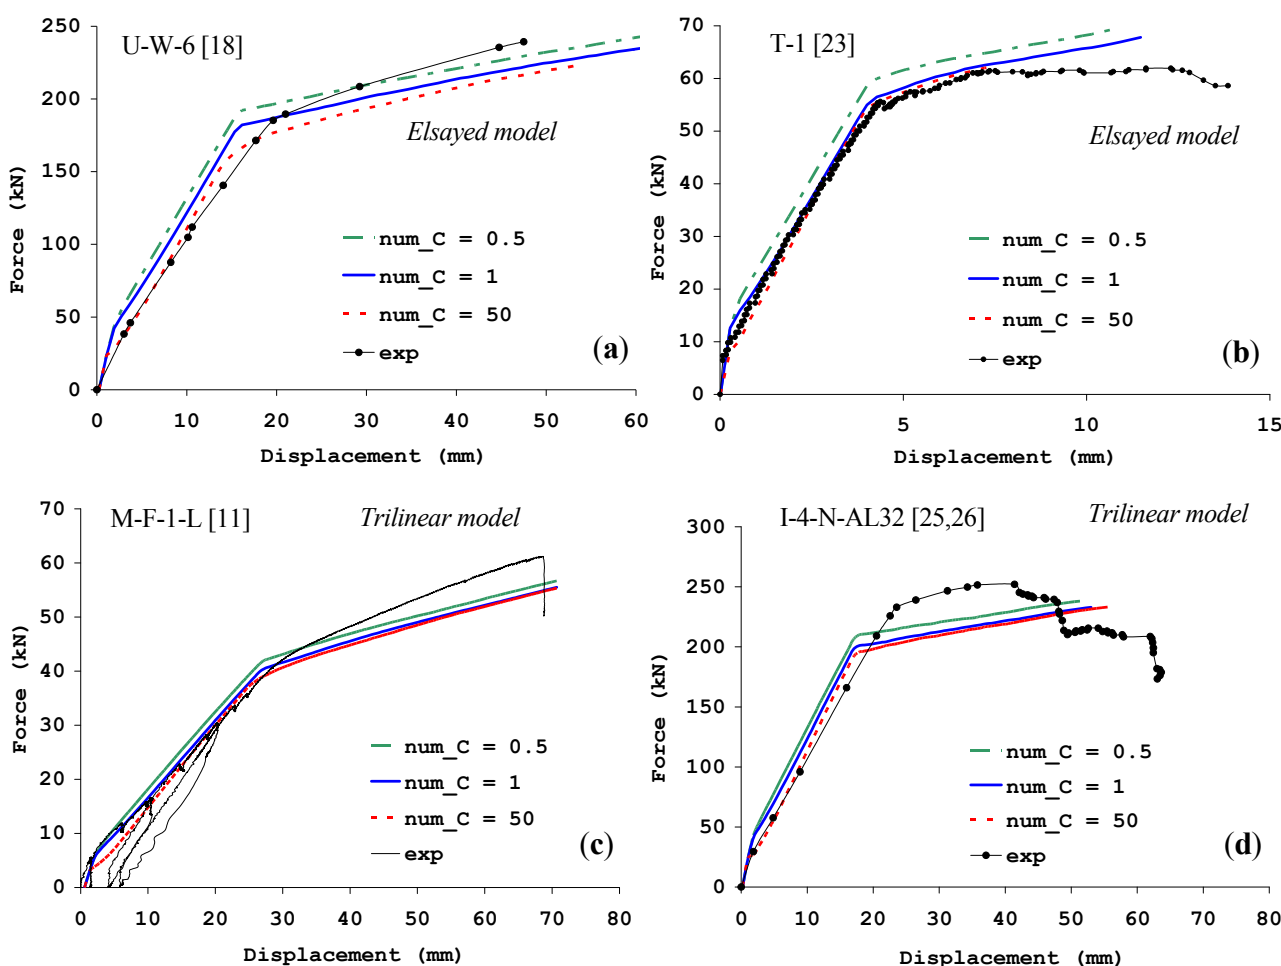 U-W-6 [18]
Elsayed model
Force (kN)
250
200
150
100
50
0
num_C = 0.5
num_C = 1
num_C = 50
exp
(a)
0 10 20 30 40 50 60
Displacement (mm)
T-1 [23]
Elsayed model
Force (kN)
70
60
50
40
30
20
10
0
num_C = 0.5
num_C = 1
num_C = 50
exp
(b)
0 5 10 15
Displacement (mm)
M-F-1-L [11]
Trilinear model
Force (kN)
70
60
50
40
30
20
10
0
num_C = 0.5
num_C = 1
num_C = 50
exp
(c)
0 10 20 30 40 50 60 70 80
Displacement (mm)
I-4-N-AL32 [25,26]
Trilinear model
Force (kN)
300
250
200
150
100
50
0
num_C = 0.5
num_C = 1
num_C = 50
exp
(d)
0 10 20 30 40 50 60 70 80
Displacement (mm)